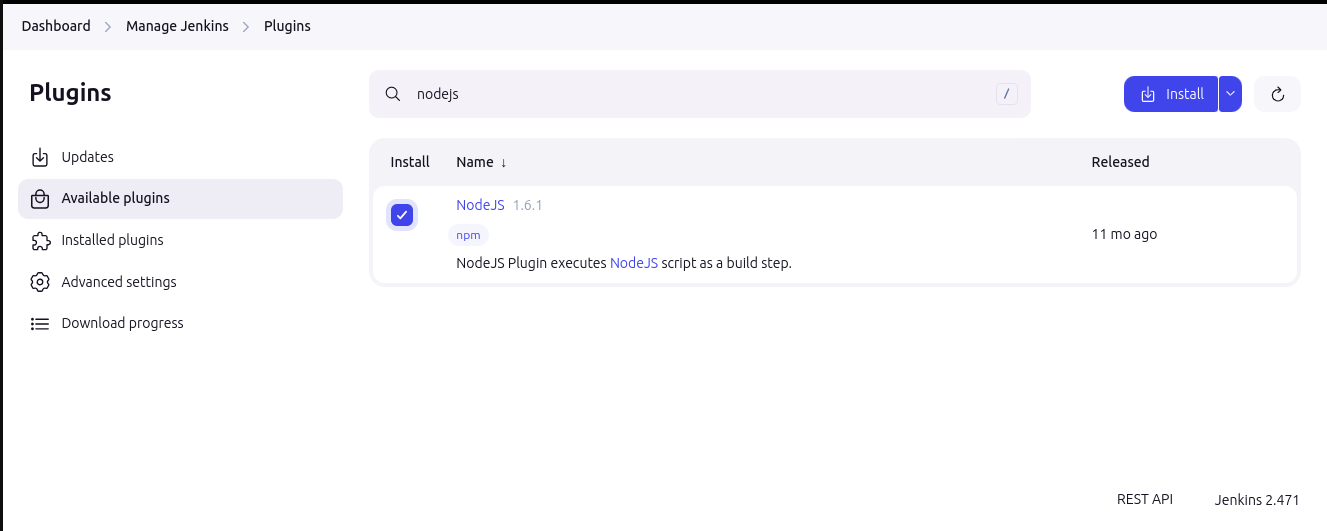 Dashboard > Manage Jenkins > Plugins
Plugins
nodejs /
Install
Updates
Available plugins
Installed plugins
Advanced settings
Download progress
Install Name ↓ Released
NodeJS 1.6.1
npm
11 mo ago
NodeJS Plugin executes NodeJS script as a build step.
REST API Jenkins 2.471